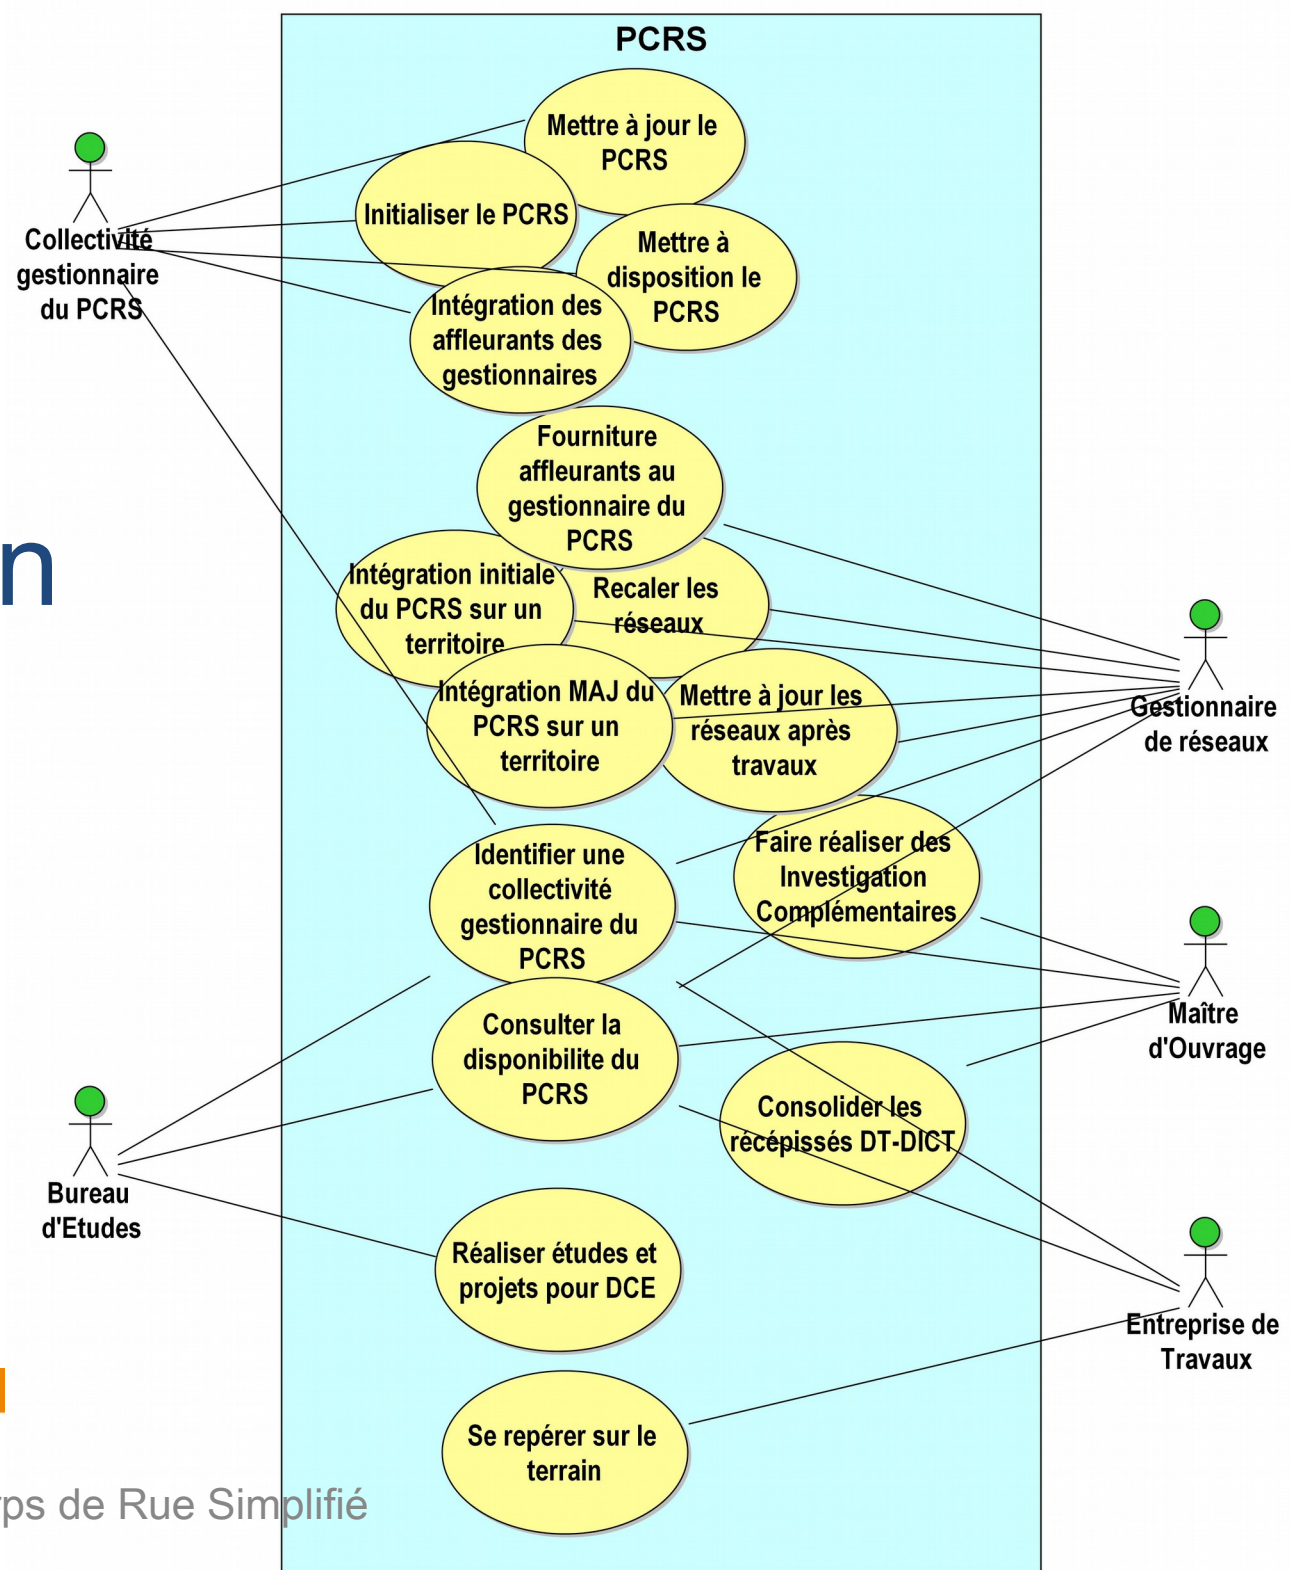 PCRS
Mettre à jour le
PCRS
Initialiser le PCRS
Collectivité
gestionnaire
du PCRS
Mettre à
disposition le
PCRS
Intégration des
affleurants des
gestionnaires
Fourniture
affleurants au
gestionnaire du
PCRS
n
Intégration initiale
du PCRS sur un
territoire
Recaler les
réseaux
Gestionnaire
de réseaux
Intégration MAJ du
PCRS sur un
territoire
Mettre à jour les
réseaux après
travaux
Identifier une
collectivité
gestionnaire du
PCRS
Faire réaliser des
Investigation
Complémentaires
Maître
d'Ouvrage
Consulter la
disponibilite du
PCRS
Consolider les
récépissés DT-DICT
Bureau
d'Etudes
Réaliser études et
projets pour DCE
Entreprise de
Travaux
Se repérer sur le
terrain
rps de Rue Simplifié